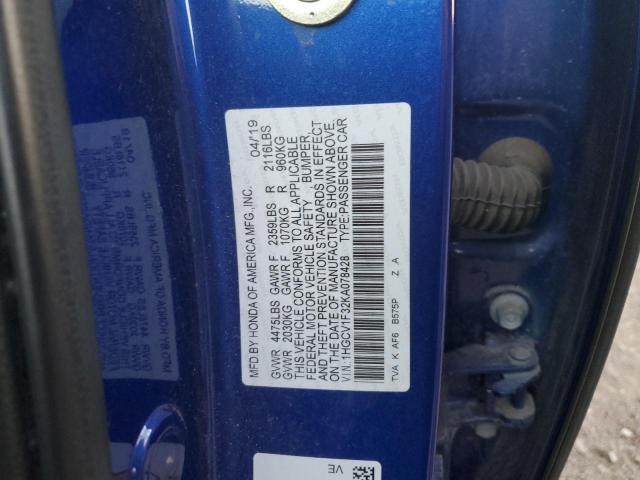 MFD.BY HONDA OF AMERICA MFG.,INC. 04/19
GVWR 4475LBS GAWR F 2359LBS R 2116LBS
GVWR 2030KG GAWR F 1070KG R 960KG
THIS VEHICLE CONFORMS TO ALL APPLICABLE
FEDERAL MOTOR VEHICLE SAFETY , BUMPER,
AND THEFT PREVENTION STANDARDS IN EFFECT
ON THE DATE OF MANUFACTURE SHOWN ABOVE.
V.I.N.:1HGCV1F32KA078428 TYPE:PASSENGER CAR
TVA K AF6 B575P Z A
VE